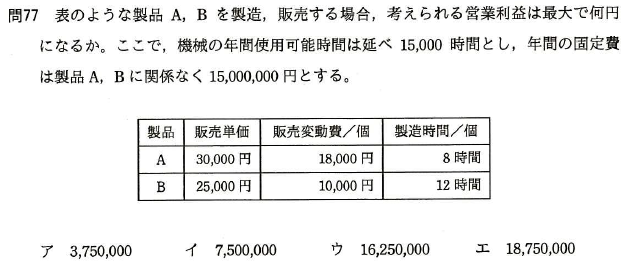 問77 表のような製品 A，B を製造，販売する場合，考えられる営業利益は最大で何円
になるか。ここで，機械の年間使用可能時間は延べ 15,000 時間とし，年間の固定費
は製品 A，B に関係なく 15,000,000 円とする。
製品 販売単価 販売変動費／個 製造時間／個
A 30,000 円 18,000 円 8 時間
B 25,000 円 10,000 円 12 時間
ア 3,750,000 イ 7,500,000 ウ 16,250,000 エ 18,750,000